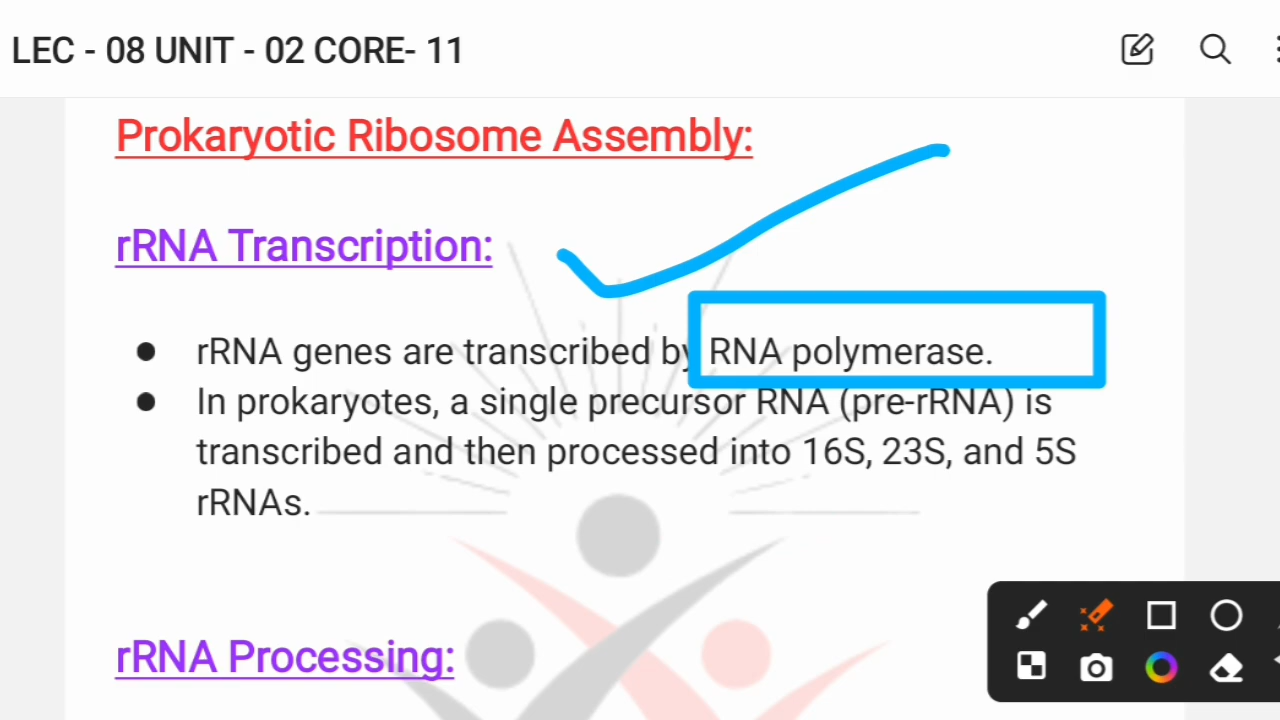 LEC - 08 UNIT - 02 CORE- 11
Prokaryotic Ribosome Assembly:
rRNA Transcription:
● rRNA genes are transcribed by RNA polymerase.
● In prokaryotes, a single precursor RNA (pre-rRNA) is
transcribed and then processed into 16S, 23S, and 5S
rRNAs.
rRNA Processing: